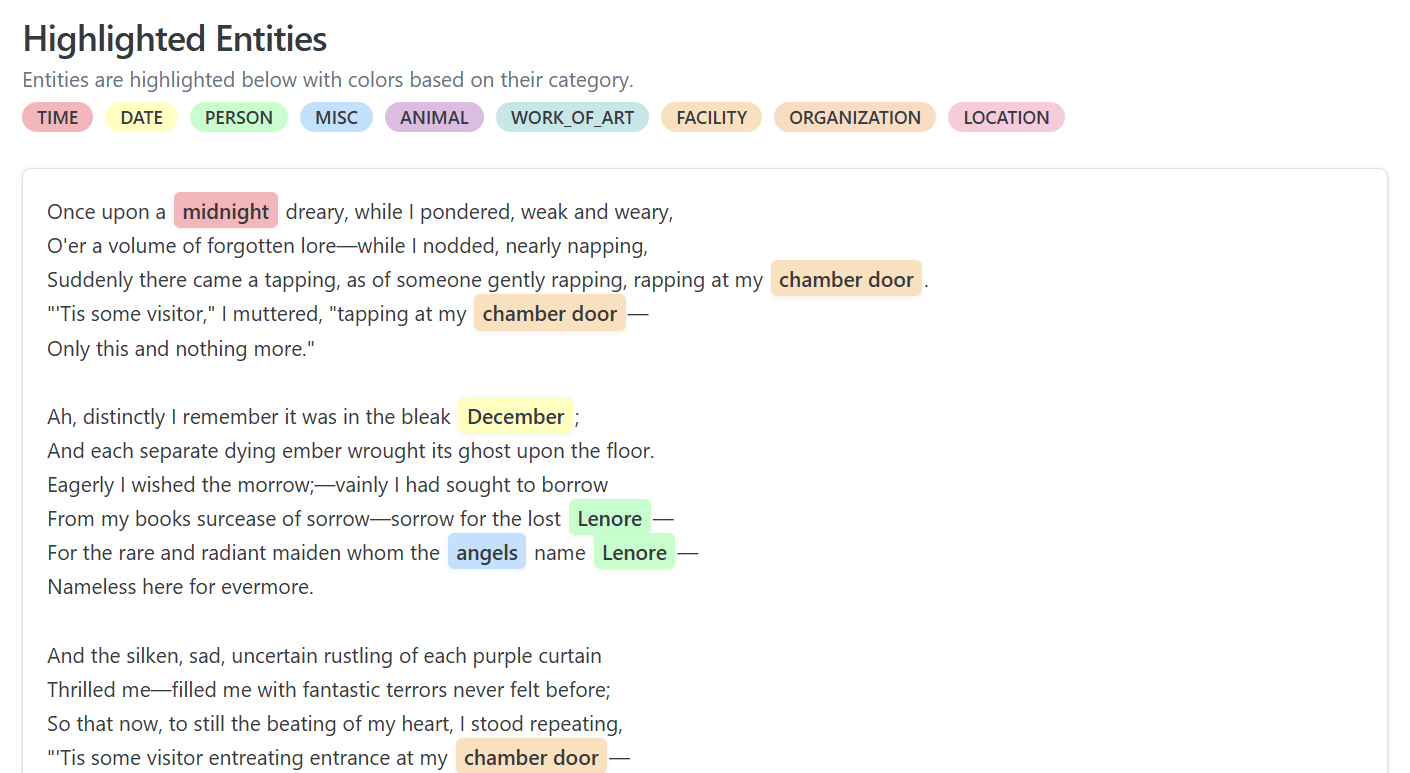 Highlighted Entities
Entities are highlighted below with colors based on their category.
TIME DATE PERSON MISC ANIMAL WORK_OF_ART FACILITY ORGANIZATION LOCATION
Once upon a midnight dreary, while I pondered, weak and weary,
O'er a volume of forgotten lore—while I nodded, nearly napping,
Suddenly there came a tapping, as of someone gently rapping, rapping at my chamber door.
"'Tis some visitor," I muttered, "tapping at my chamber door—
Only this and nothing more."
Ah, distinctly I remember it was in the bleak December;
And each separate dying ember wrought its ghost upon the floor.
Eagerly I wished the morrow;—vainly I had sought to borrow
From my books surcease of sorrow—sorrow for the lost Lenore—
For the rare and radiant maiden whom the angels name Lenore—
Nameless here for evermore.
And the silken, sad, uncertain rustling of each purple curtain
Thrilled me—filled me with fantastic terrors never felt before;
So that now, to still the beating of my heart, I stood repeating,
"'Tis some visitor entreating entrance at my chamber door—